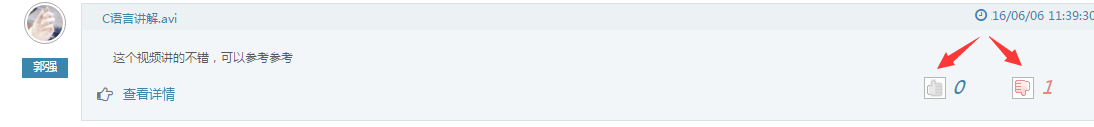 C语言讲解.avi
16/06/06 11:39:30
郭强
这个视频讲的不错，可以参考参考
查看详情
0
1